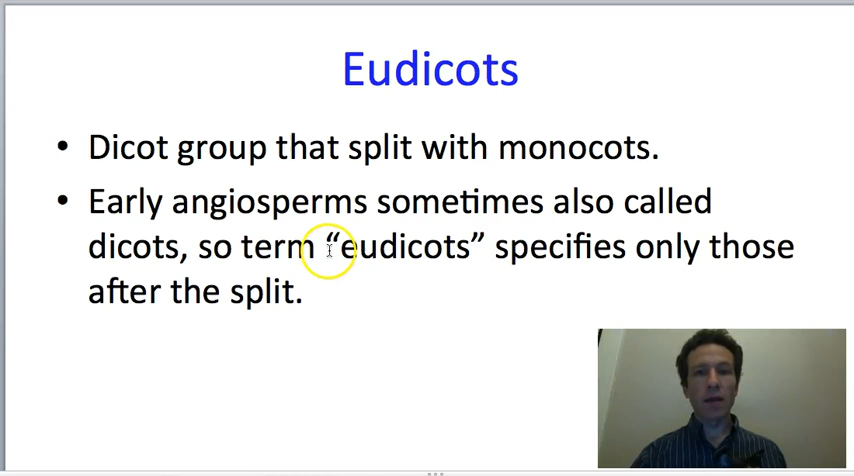 Eudicots
• Dicot group that split with monocots.
• Early angiosperms sometimes also called
dicots, so term “eudicots” specifies only those
after the split.